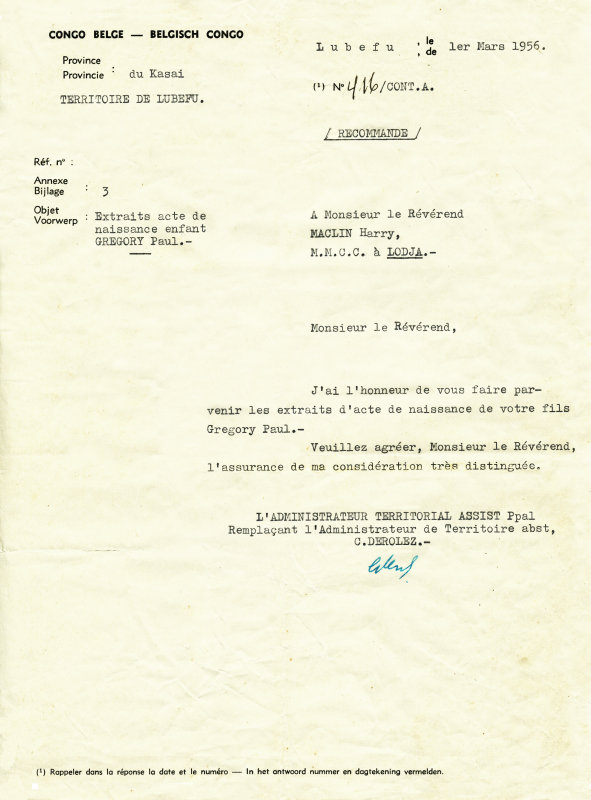 CONGO BELGE — BELGISCH CONGO
Province
Provincie : du Kasai
TERRITOIRE DE LUBEFU.
Lubefu , le
, de 1er Mars 1956.
(1) N° 416/CONT.A.
/ RECOMMANDE /
Réf. n° :
Annexe
Bijlage : 3
Objet
Voorwerp : Extraits acte de
naissance enfant
GREGORY Paul.-
A Monsieur le Révérend
MACLIN Harry,
M.M.C.C. à LODJA.-
Monsieur le Révérend,
J'ai l'honneur de vous faire par-
venir les extraits d'acte de naissance de votre fils
Gregory Paul.-
Veuillez agréer, Monsieur le Révérend,
l'assurance de ma considération très distinguée.
L'ADMINISTRATEUR TERRITORIAL ASSIST Ppal
Remplaçant l'Administrateur de Territoire abst,
C.DEROLEZ.-
(1) Rappeler dans la réponse la date et le numéro — In het antwoord nummer en dagtekening vermelden.